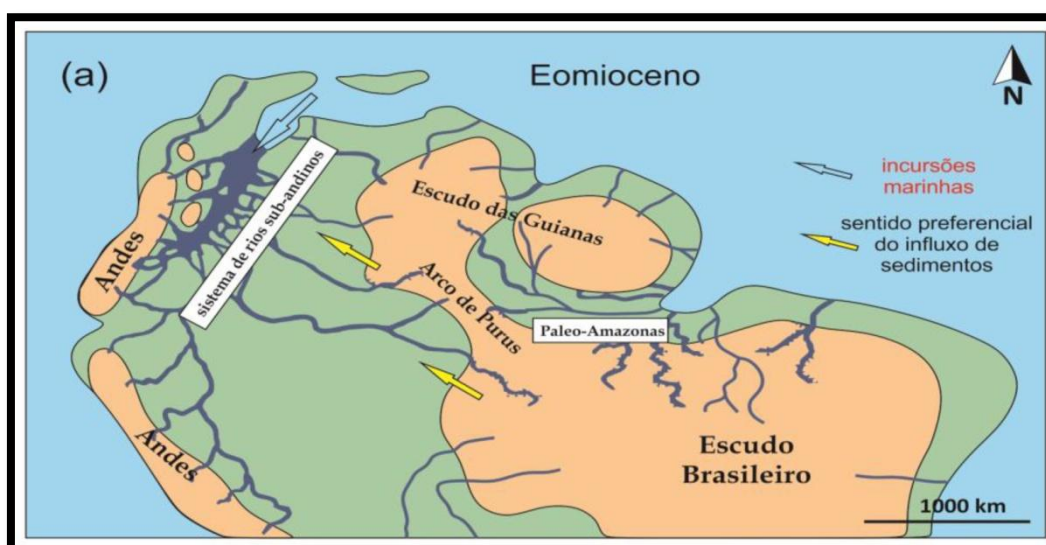 (a)
Eomioceno
N
incursões
marinhas
sentido preferencial
do influxo de
sedimentos
Andes
sistema de rios sub-andinos
Escudo das Guianas
Arco de Purus
Paleo-Amazonas
Andes
Escudo
Brasileiro
1000 km